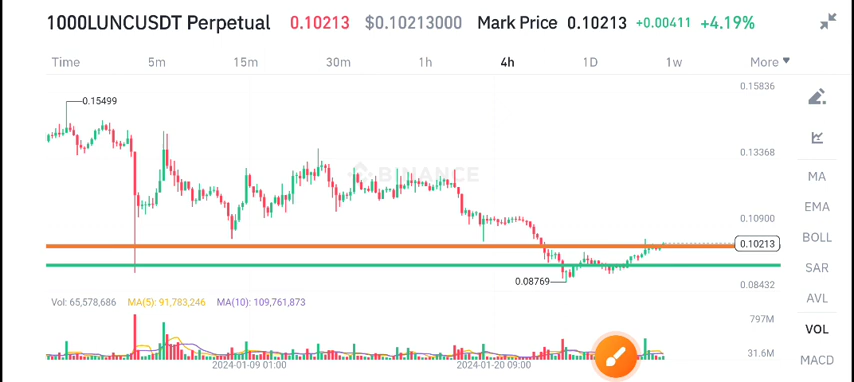 1000LUNCUSDT Perpetual 0.10213 $0.10213000 Mark Price 0.10213 +0.00411 +4.19%
Time 5m 15m 30m 1h 4h 1D 1w More
0.15836
0.15499
0.13368
BINANCE
0.10900
0.10213
0.08769
0.08432
Vol: 65,578,686 MA(5): 91,783,246 MA(10): 109,761,873
797M
31.6M
2024-01-09 01:00 2024-01-20 09:00
MA
EMA
BOLL
SAR
AVL
VOL
MACD